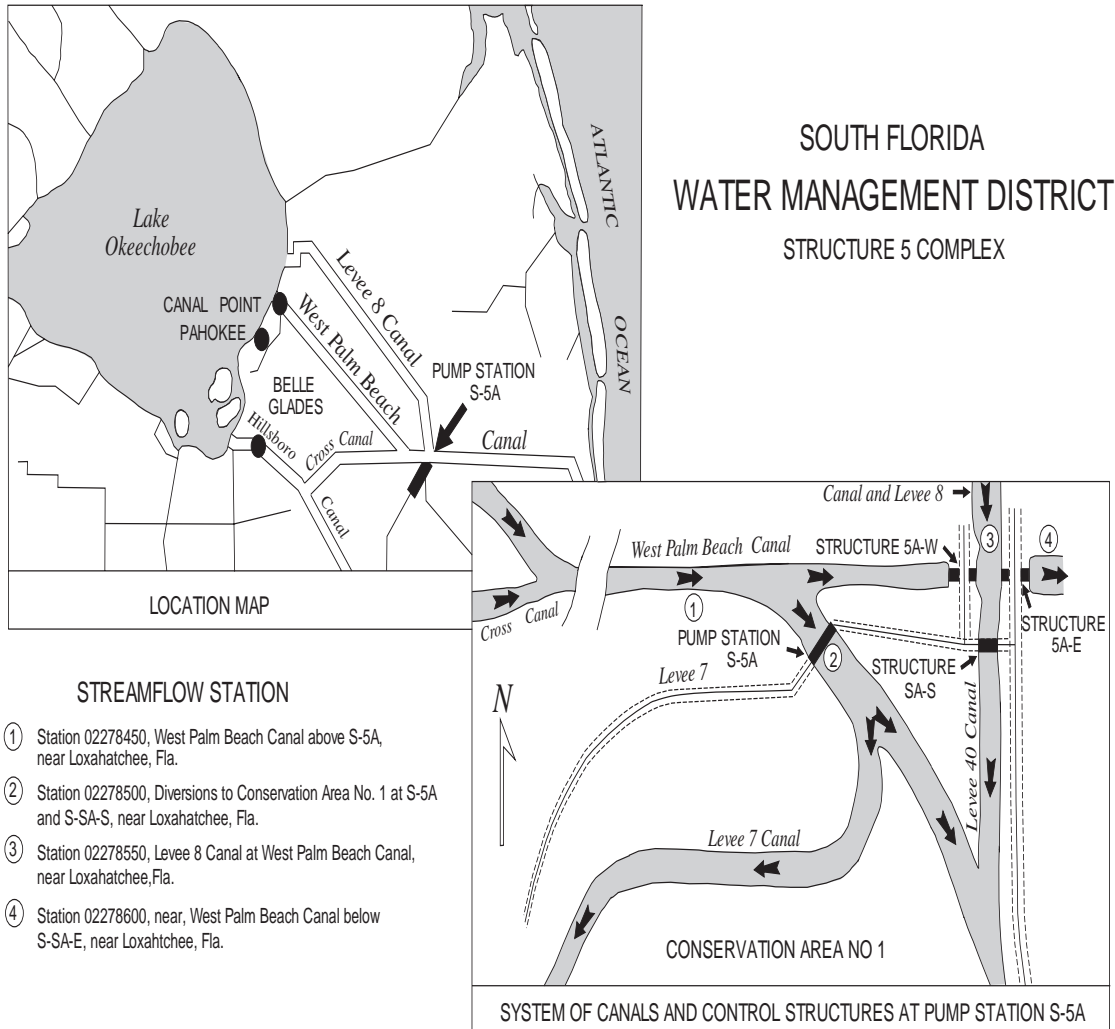 SOUTH FLORIDA
WATER MANAGEMENT DISTRICT
STRUCTURE 5 COMPLEX
ATLANTIC
OCEAN
Lake
Okeechobee
CANAL POINT
PAHOKEE
Levee 8 Canal
West Palm Beach
PUMP STATION
S-5A
BELLE
GLADES
Hillsboro
Cross Canal
Canal
Canal
LOCATION MAP
Canal and Levee 8
West Palm Beach Canal
STRUCTURE 5A-W
3
4
Cross Canal
1
PUMP STATION
S-5A
2
STRUCTURE
5A-E
STRUCTURE
SA-S
Levee 7
N
Levee 40 Canal
Levee 7 Canal
CONSERVATION AREA NO 1
SYSTEM OF CANALS AND CONTROL STRUCTURES AT PUMP STATION S-5A
STREAMFLOW STATION
1 Station 02278450, West Palm Beach Canal above S-5A,
near Loxahatchee, Fla.
2 Station 02278500, Diversions to Conservation Area No. 1 at S-5A
and S-SA-S, near Loxahatchee, Fla.
3 Station 02278550, Levee 8 Canal at West Palm Beach Canal,
near Loxahatchee,Fla.
4 Station 02278600, near, West Palm Beach Canal below
S-SA-E, near Loxahtchee, Fla.